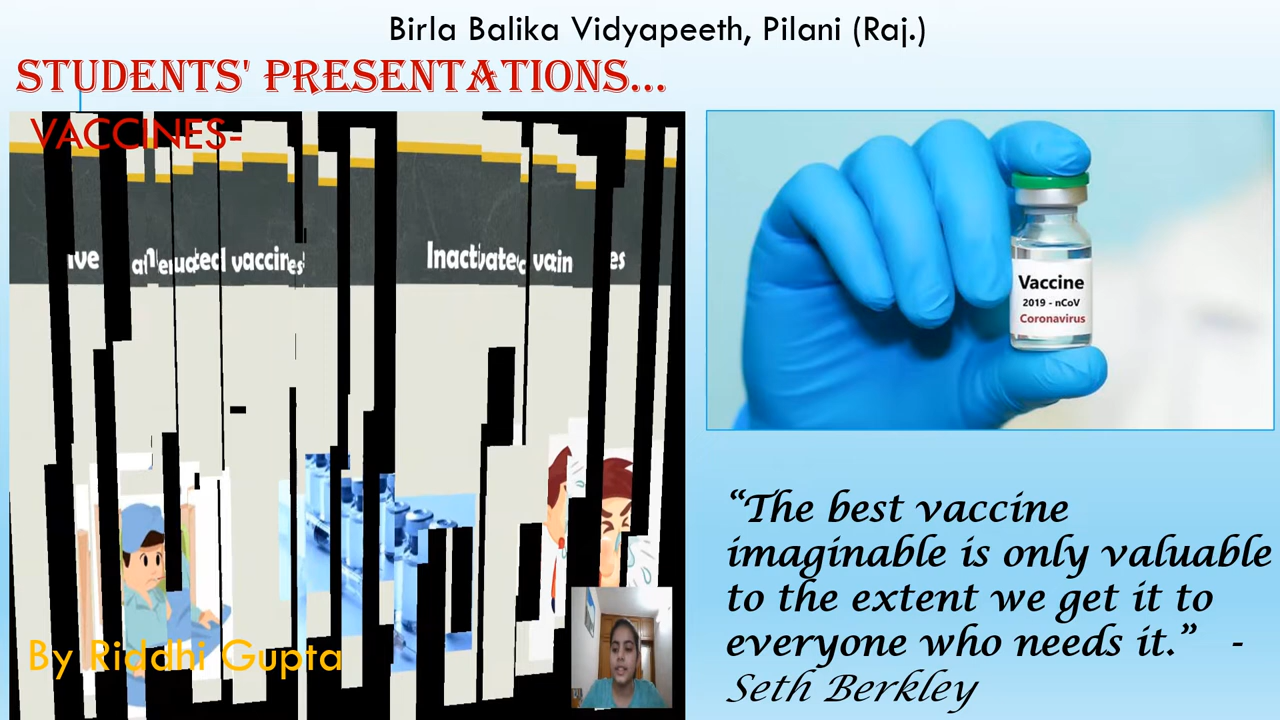 Birla Balika Vidyapeeth, Pilani (Raj.)
STUDENTS' PRESENTATIONS...
VACCINES-
Vaccine
2019 - nCoV
Coronavirus
By Riddhi Gupta
“The best vaccine
imaginable is only valuable
to the extent we get it to
everyone who needs it.” -
Seth Berkley